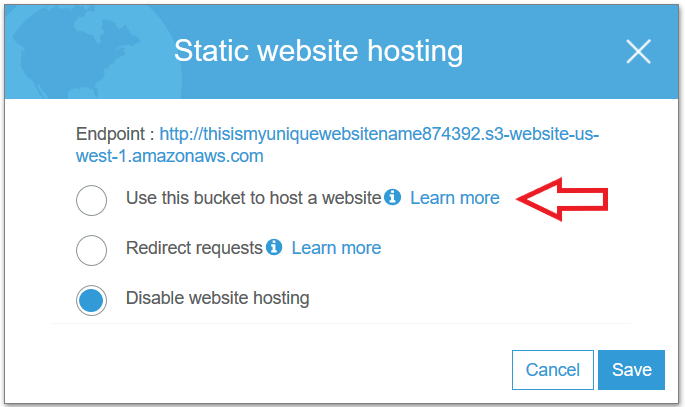 Static website hosting
Endpoint : http://thisismyuniquewebsitename874392.s3-website-us-
west-1.amazonaws.com
Use this bucket to host a website Learn more
Redirect requests Learn more
Disable website hosting
Cancel Save